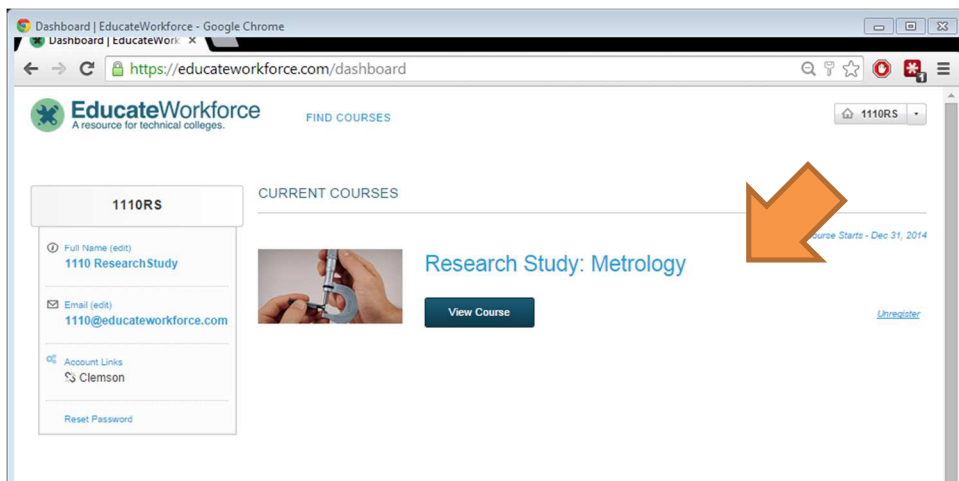 Dashboard | EducateWorkforce - Google Chrome
Dashboard | EducateWork
https://educateworkforce.com/dashboard
1
EducateWorkforce
A resource for technical colleges.
FIND COURSES
1110RS
1110RS
Full Name (edit)
1110 ResearchStudy
Email (edit)
1110@educateworkforce.com
Account Links
Clemson
Reset Password
CURRENT COURSES
Course Starts - Dec 31, 2014
Research Study: Metrology
View Course
Unregister